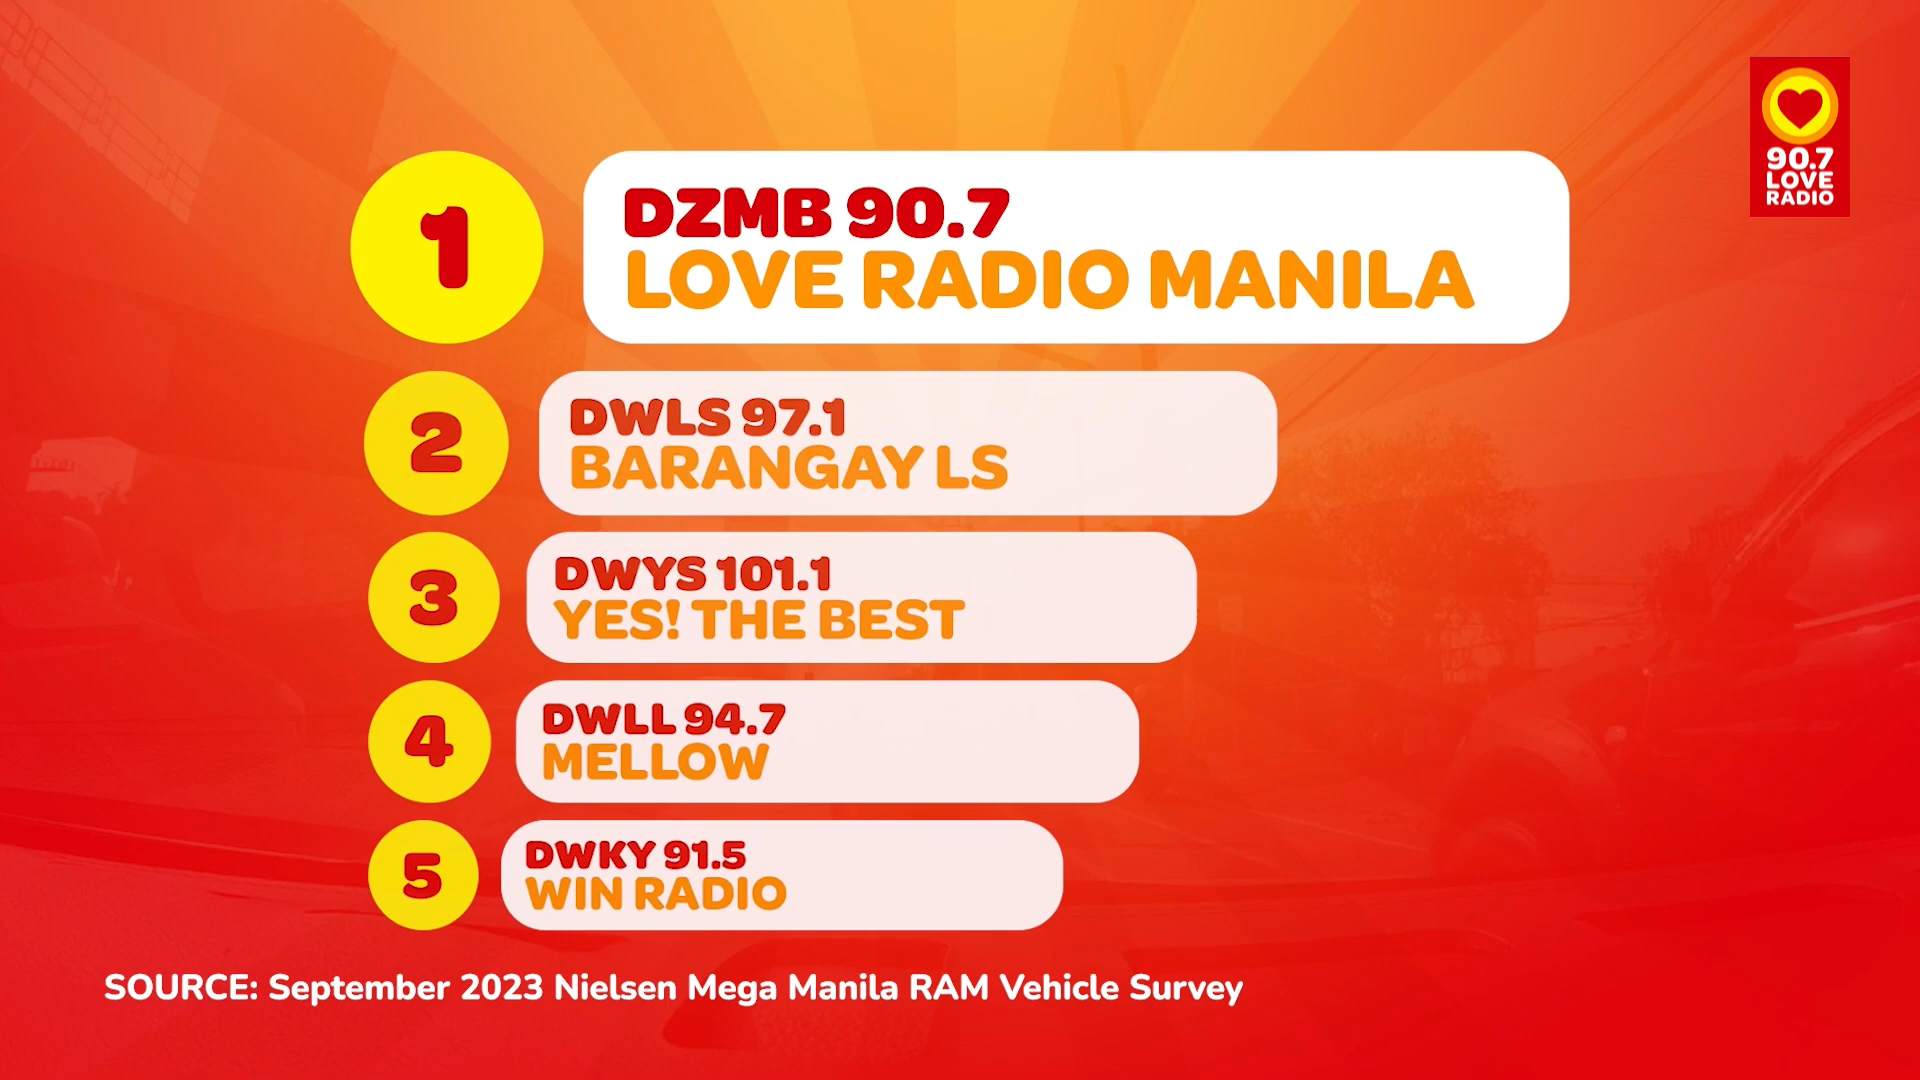 90.7
LOVE
RADIO
1
DZMB 90.7
LOVE RADIO MANILA
2
DWLS 97.1
BARANGAY LS
3
DWYS 101.1
YES! THE BEST
4
DWLL 94.7
MELLOW
5
DWKY 91.5
WIN RADIO
SOURCE: September 2023 Nielsen Mega Manila RAM Vehicle Survey